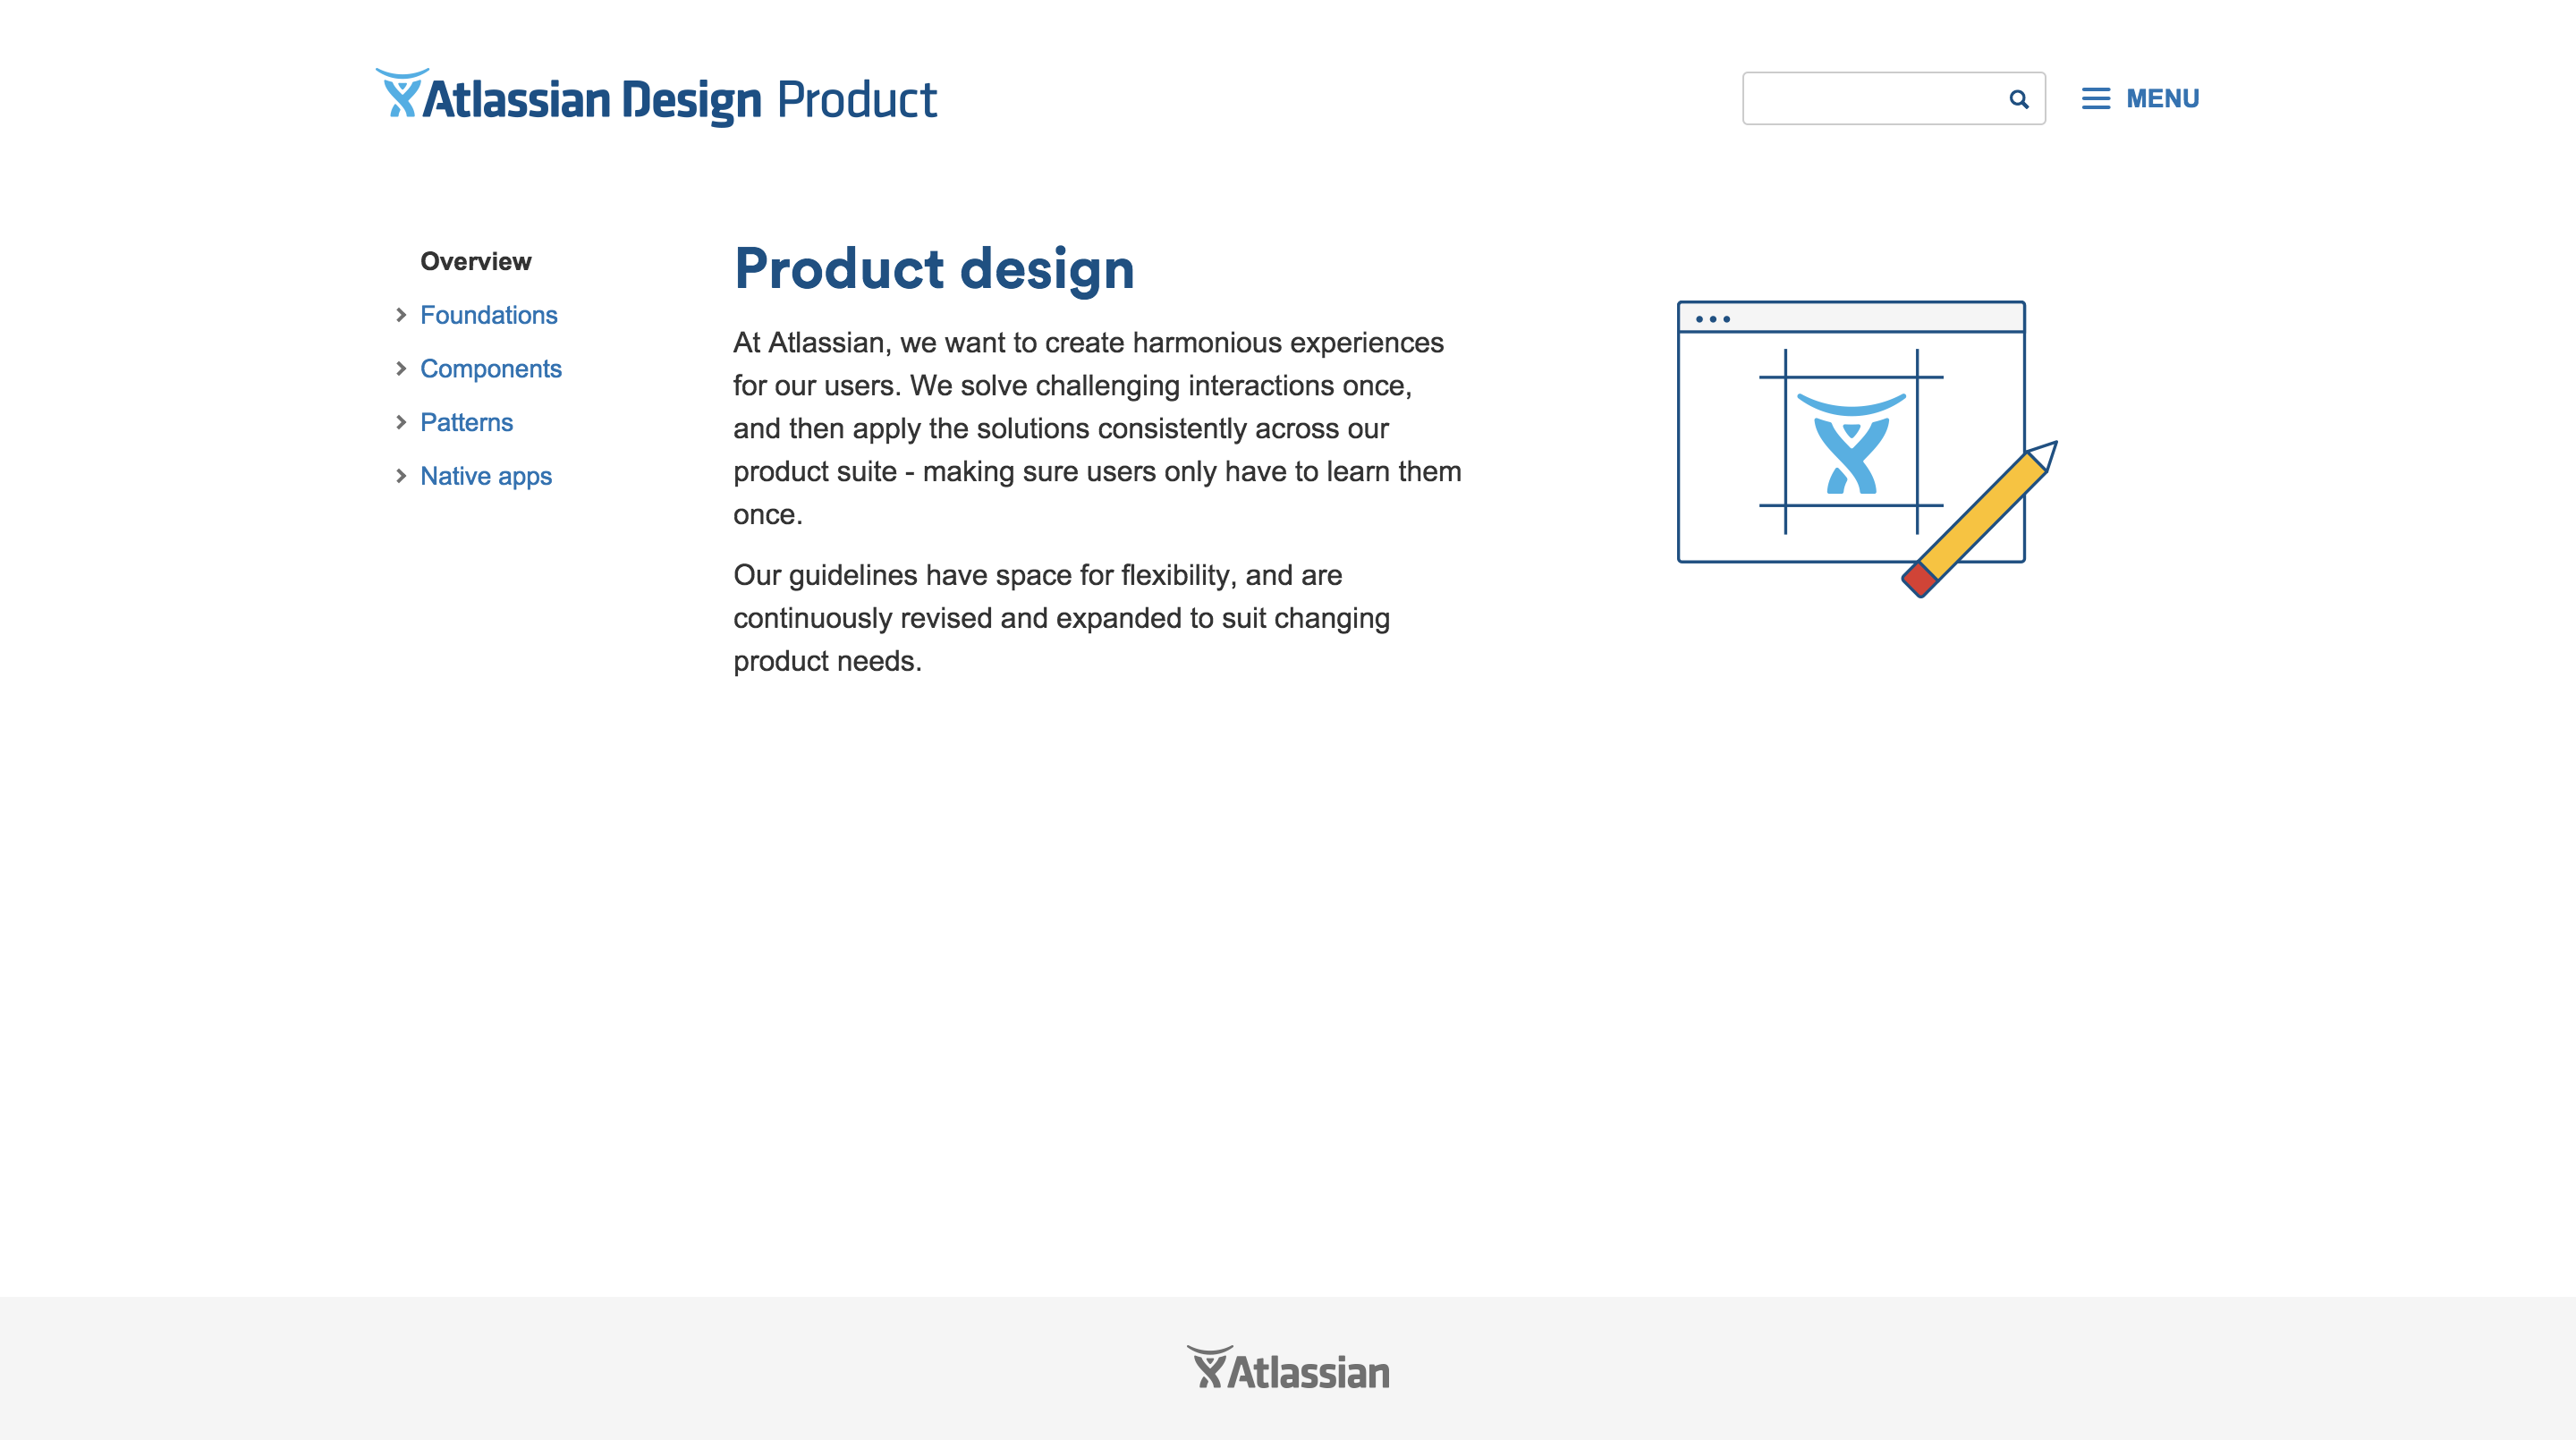 Atlassian Design Product
MENU
Overview
Foundations
Components
Patterns
Native apps
Product design
At Atlassian, we want to create harmonious experiences
for our users. We solve challenging interactions once,
and then apply the solutions consistently across our
product suite - making sure users only have to learn them
once.
Our guidelines have space for flexibility, and are
continuously revised and expanded to suit changing
product needs.
Atlassian